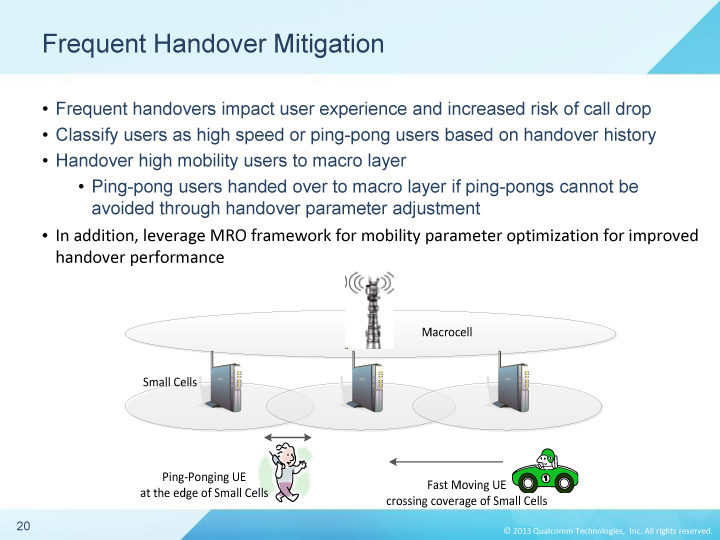 Frequent Handover Mitigation
• Frequent handovers impact user experience and increased risk of call drop
• Classify users as high speed or ping-pong users based on handover history
• Handover high mobility users to macro layer
• Ping-pong users handed over to macro layer if ping-pongs cannot be
avoided through handover parameter adjustment
• In addition, leverage MRO framework for mobility parameter optimization for improved
handover performance
Macrocell
Small Cells
Ping-Ponging UE
at the edge of Small Cells
1
Fast Moving UE
crossing coverage of Small Cells
20
© 2013 Qualcomm Technologies, Inc. All rights reserved.